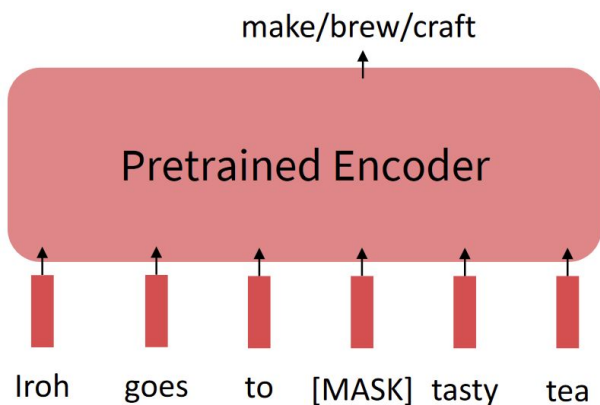 make/brew/craft
Pretrained Encoder
Iroh goes to [MASK] tasty tea